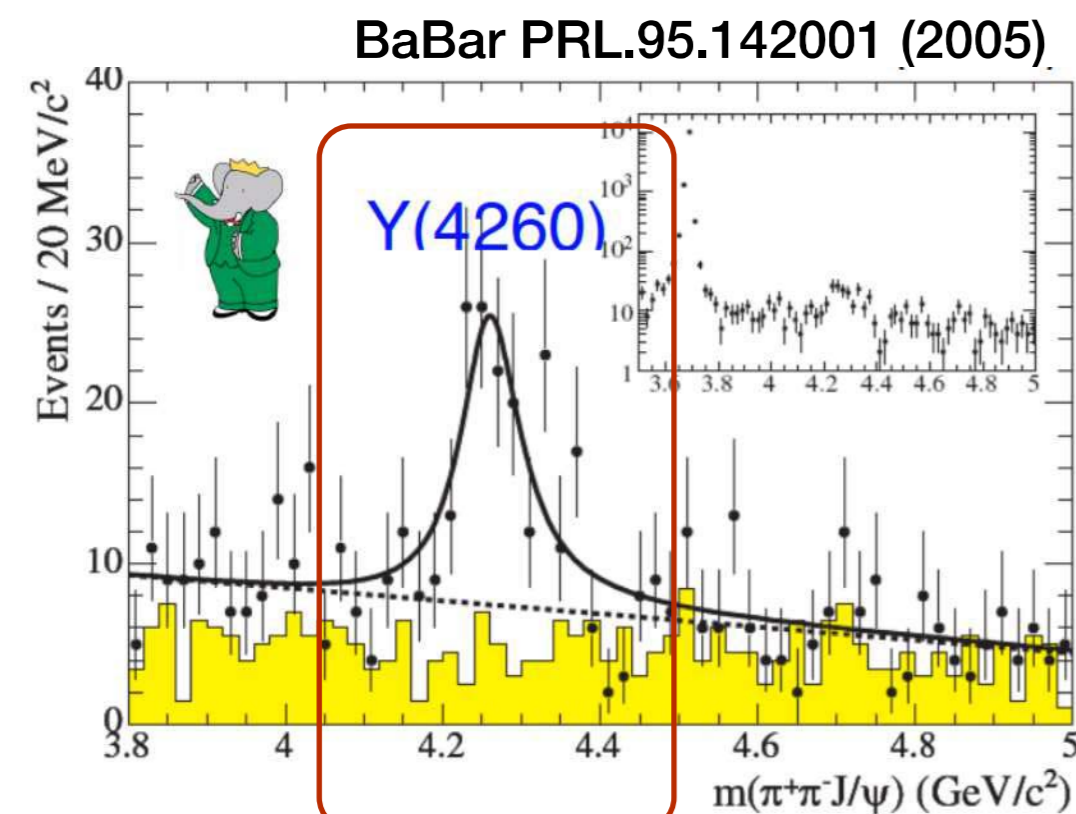 BaBar PRL.95.142001 (2005)
Events / 20 MeV/c²
40
30
20
10
0
Y(4260)
10⁴
10³
10²
10
1
3.6 3.8 4 4.2 4.4 4.6 4.8 5
3.8 4 4.2 4.4 4.6 4.8 5
m(π⁺π⁻J/ψ) (GeV/c²)